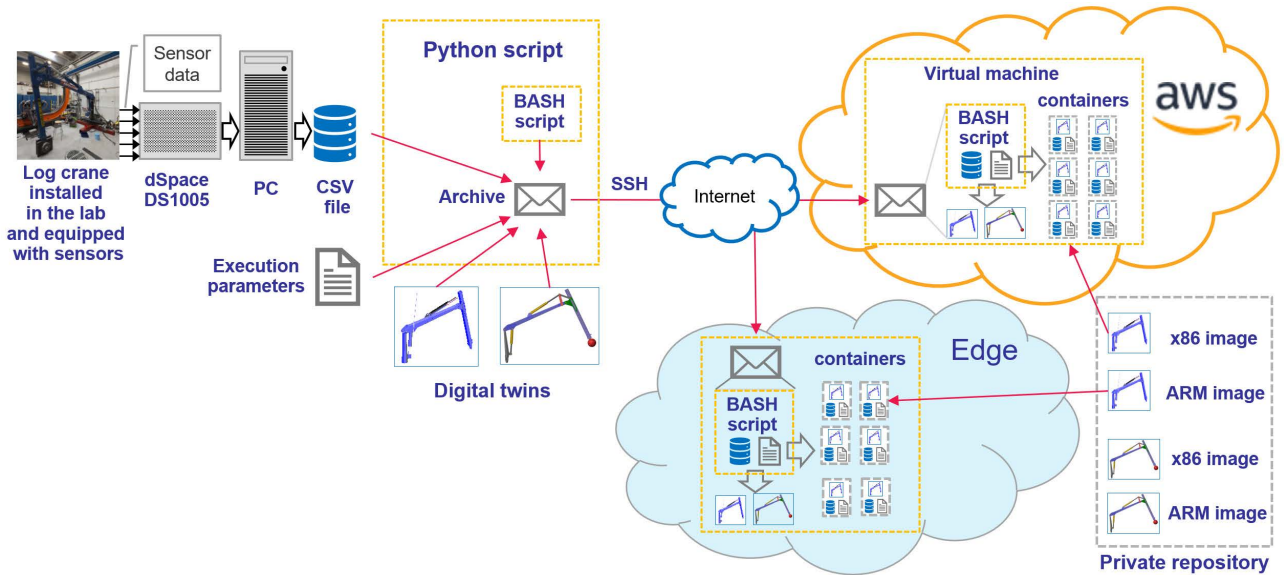 Sensor
data
Log crane
installed
in the lab
and equipped
with sensors
dSpace
DS1005
PC
CSV
file
Python script
BASH
script
Archive
Execution
parameters
Digital twins
SSH
Internet
Virtual machine
BASH
script
containers
aws
Edge
containers
BASH
script
x86 image
ARM image
x86 image
ARM image
Private repository